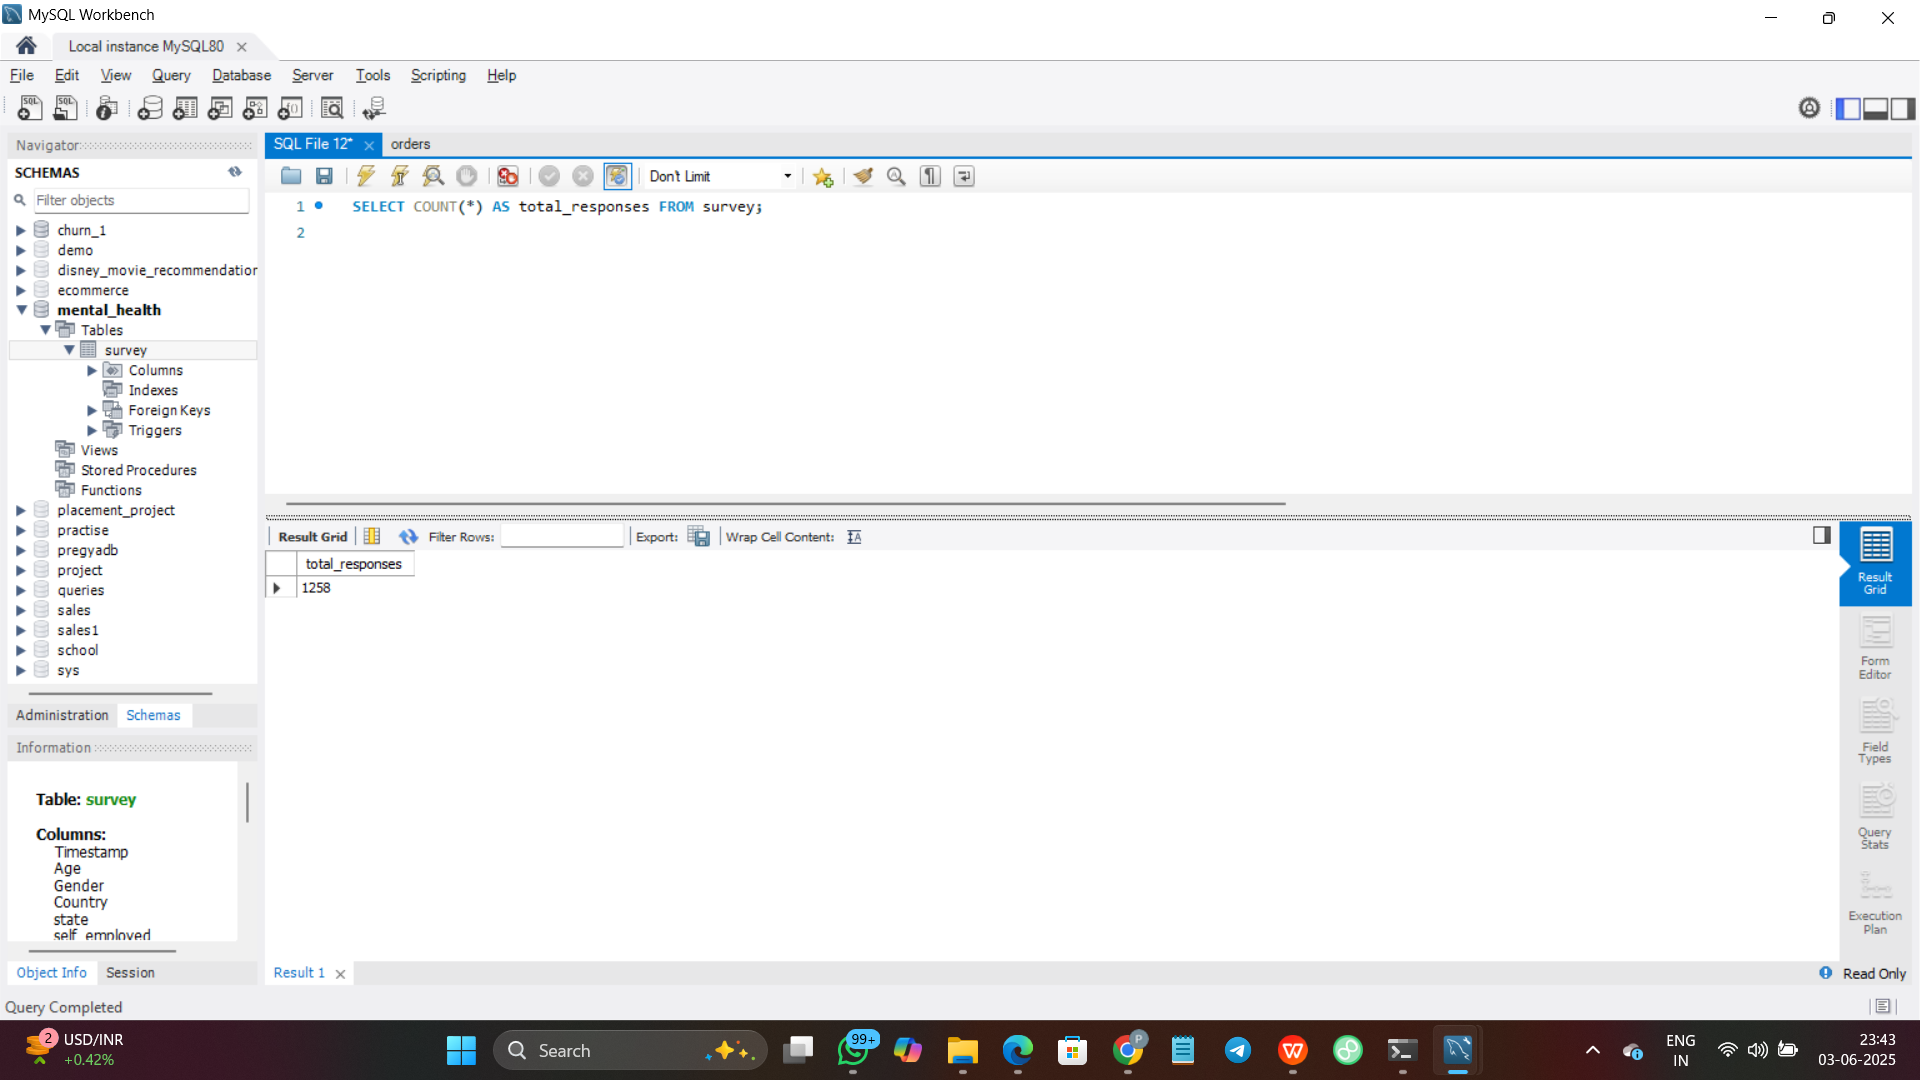 MySQL Workbench
Local instance MySQL80
File Edit View Query Database Server Tools Scripting Help
Navigator
SCHEMAS
Filter objects
churn_1
demo
disney_movie_recommendation
ecommerce
mental_health
Tables
survey
Columns
Indexes
Foreign Keys
Triggers
Views
Stored Procedures
Functions
placement_project
practise
pregyadb
project
queries
sales
sales1
school
sys
Administration Schemas
Information
Table: survey
Columns:
Timestamp
Age
Gender
Country
state
self_employed
Object Info Session
Query Completed
SQL File 12* orders
Don't Limit
1 SELECT COUNT(*) AS total_responses FROM survey;
2
Result Grid Filter Rows: Export: Wrap Cell Content:
total_responses
1258
Result
Grid
Form
Editor
Field
Types
Query
Stats
Execution
Plan
Result 1
Read Only
2
USD/INR
+0.42%
Search
99+
P
ENG
IN
23:43
03-06-2025